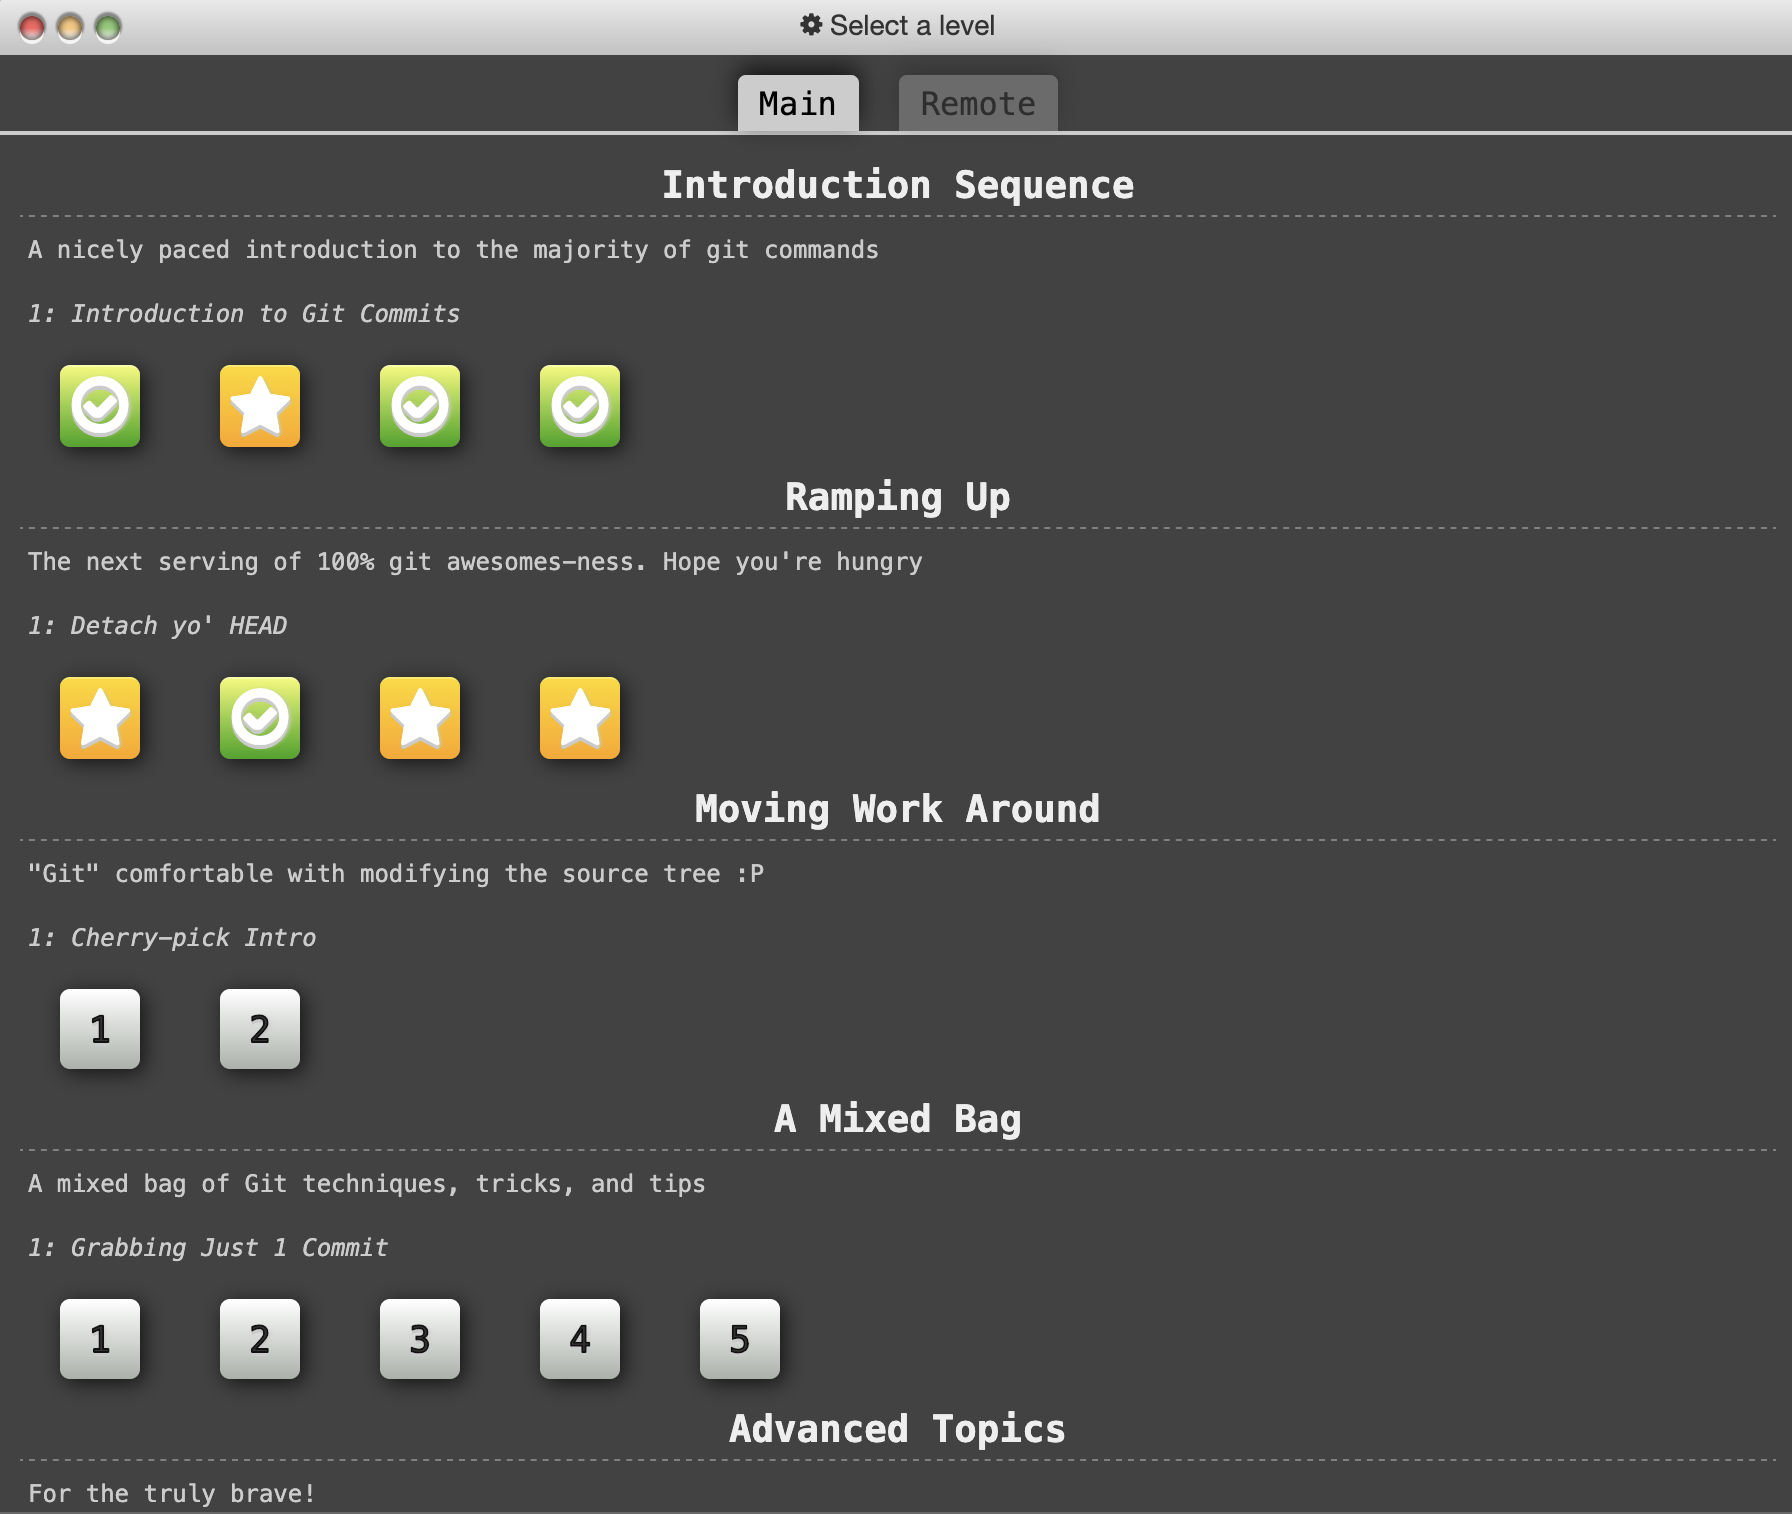 Select a level
Main Remote
Introduction Sequence
A nicely paced introduction to the majority of git commands
1: Introduction to Git Commits
Ramping Up
The next serving of 100% git awesomes-ness. Hope you're hungry
1: Detach yo' HEAD
Moving Work Around
"Git" comfortable with modifying the source tree :P
1: Cherry-pick Intro
1 2
A Mixed Bag
A mixed bag of Git techniques, tricks, and tips
1: Grabbing Just 1 Commit
1 2 3 4 5
Advanced Topics
For the truly brave!